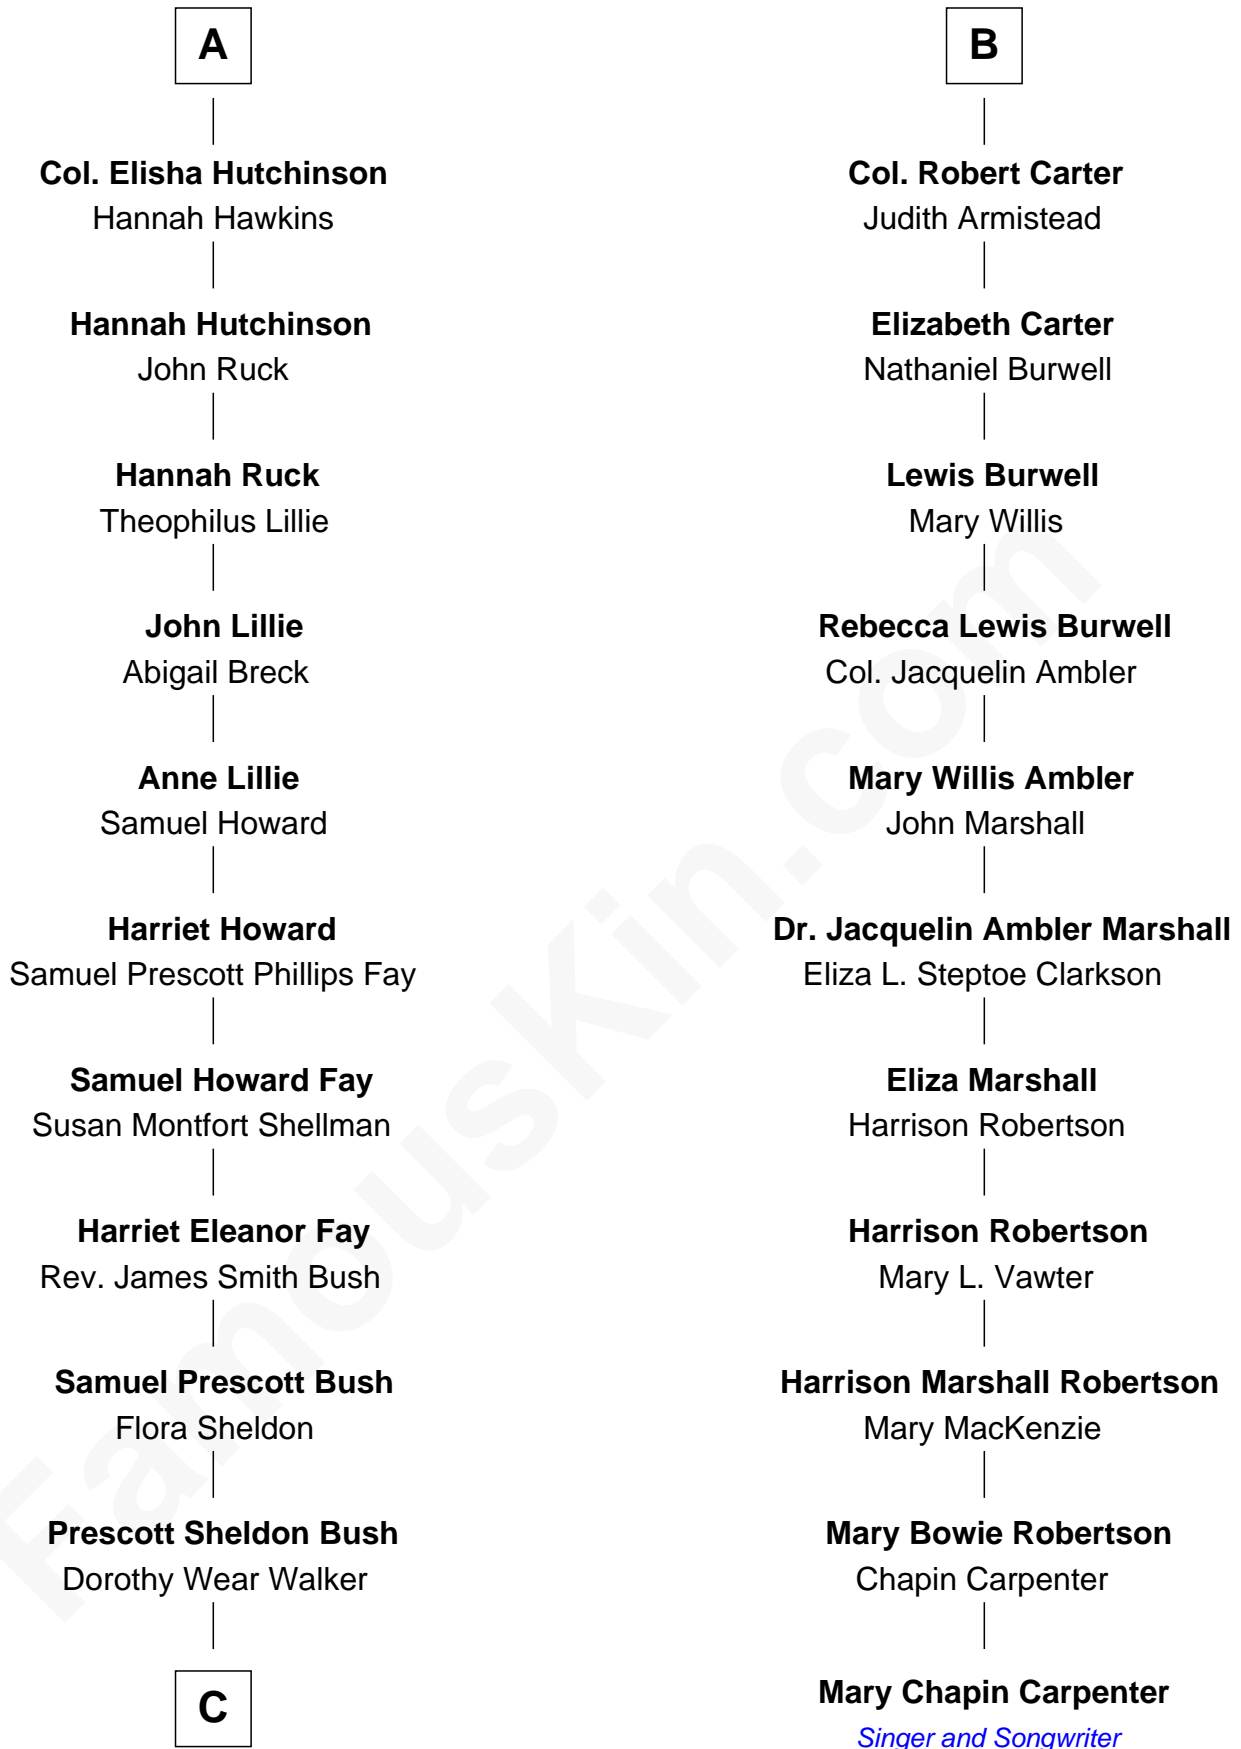 A
Col. Elisha Hutchinson
Hannah Hawkins
Hannah Hutchinson
John Ruck
Hannah Ruck
Theophilus Lillie
John Lillie
Abigail Breck
Anne Lillie
Samuel Howard
Harriet Howard
Samuel Prescott Phillips Fay
Samuel Howard Fay
Susan Montfort Shellman
Harriet Eleanor Fay
Rev. James Smith Bush
Samuel Prescott Bush
Flora Sheldon
Prescott Sheldon Bush
Dorothy Wear Walker
C
B
Col. Robert Carter
Judith Armistead
Elizabeth Carter
Nathaniel Burwell
Lewis Burwell
Mary Willis
Rebecca Lewis Burwell
Col. Jacquelin Ambler
Mary Willis Ambler
John Marshall
Dr. Jacquelin Ambler Marshall
Eliza L. Steptoe Clarkson
Eliza Marshall
Harrison Robertson
Harrison Robertson
Mary L. Vawter
Harrison Marshall Robertson
Mary MacKenzie
Mary Bowie Robertson
Chapin Carpenter
Mary Chapin Carpenter
Singer and Songwriter
FamousKin.com